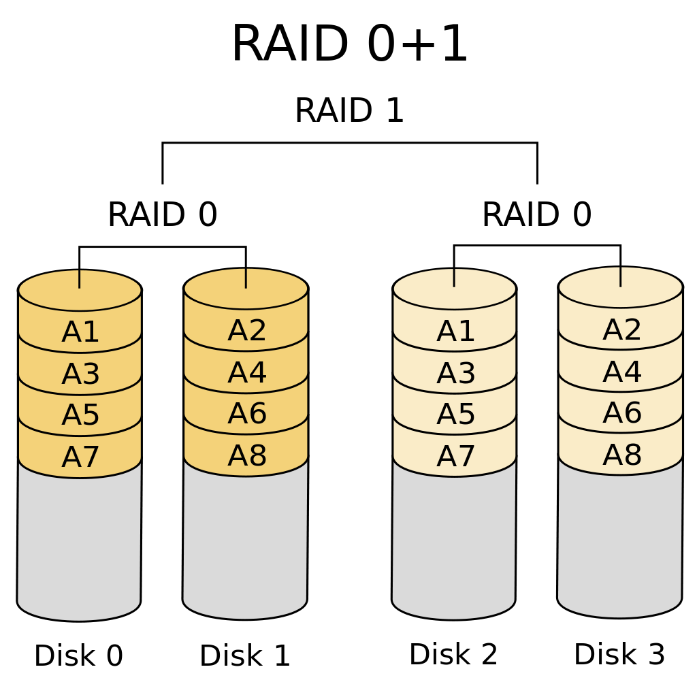 RAID 0+1
RAID 1
RAID 0
RAID 0
A1
A3
A5
A7
A2
A4
A6
A8
A1
A3
A5
A7
A2
A4
A6
A8
Disk 0
Disk 1
Disk 2
Disk 3